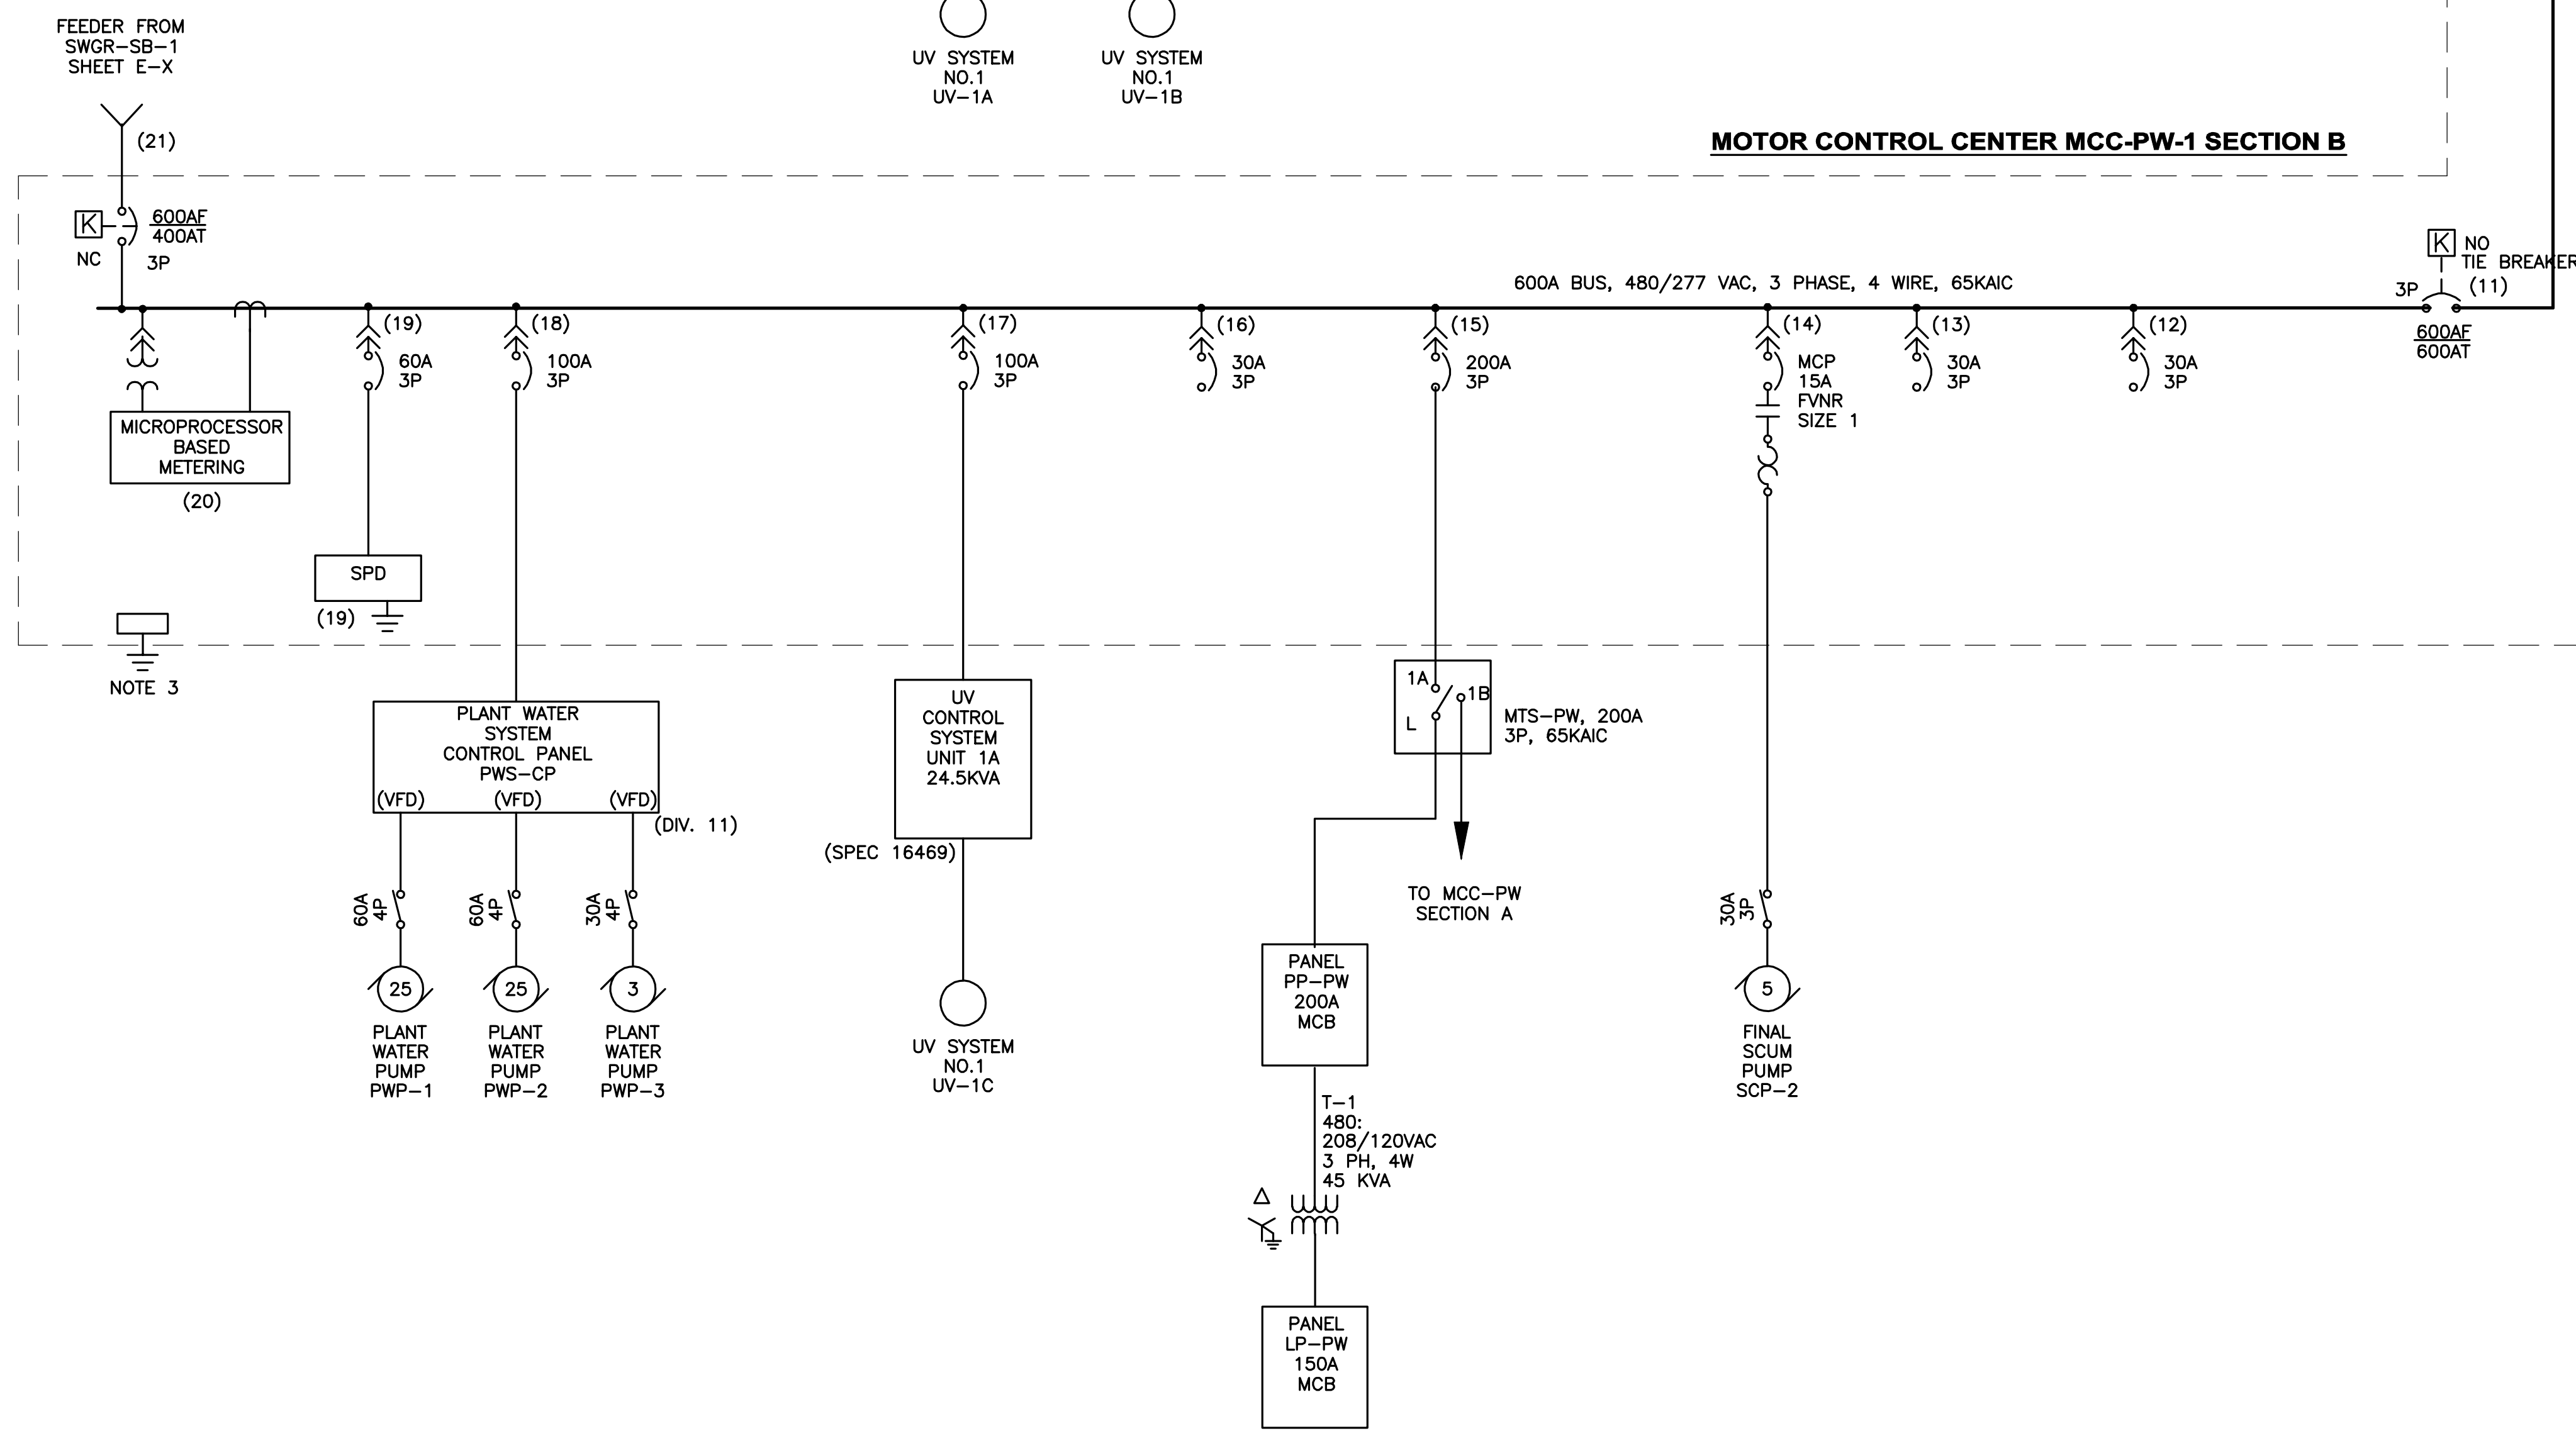 FEEDER FROM
SWGR-SB-1
SHEET E-X
(21)
UV SYSTEM
NO.1
UV-1A
UV SYSTEM
NO.1
UV-1B
MOTOR CONTROL CENTER MCC-PW-1 SECTION B
K
NC
600AF
400AT
3P
600A BUS, 480/277 VAC, 3 PHASE, 4 WIRE, 65KAIC
K
NO
TIE BREAKER
(11)
3P
600AF
600AT
MICROPROCESSOR
BASED
METERING
(20)
(19)
60A
3P
SPD
(19)
(18)
100A
3P
(17)
100A
3P
(16)
30A
3P
(15)
200A
3P
(14)
MCP
15A
FVNR
SIZE 1
(13)
30A
3P
(12)
30A
3P
NOTE 3
PLANT WATER
SYSTEM
CONTROL PANEL
PWS-CP
(VFD)
(VFD)
(VFD)
(DIV. 11)
60A
4P
60A
4P
30A
4P
25
25
3
PLANT
WATER
PUMP
PWP-1
PLANT
WATER
PUMP
PWP-2
PLANT
WATER
PUMP
PWP-3
UV
CONTROL
SYSTEM
UNIT 1A
24.5KVA
(SPEC 16469)
UV SYSTEM
NO.1
UV-1C
1A
1B
L
MTS-PW, 200A
3P, 65KAIC
TO MCC-PW
SECTION A
PANEL
PP-PW
200A
MCB
T-1
480:
208/120VAC
3 PH, 4W
45 KVA
PANEL
LP-PW
150A
MCB
30A
3P
5
FINAL
SCUM
PUMP
SCP-2